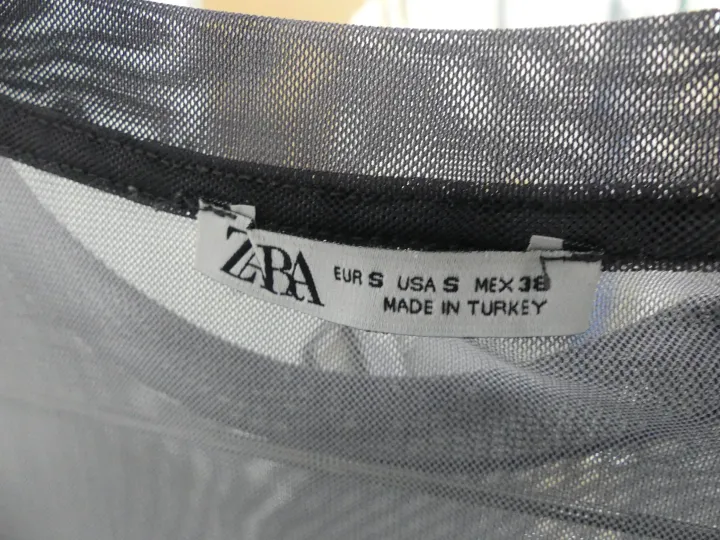 ZARA
EUR S USA S MEX 38
MADE IN TURKEY